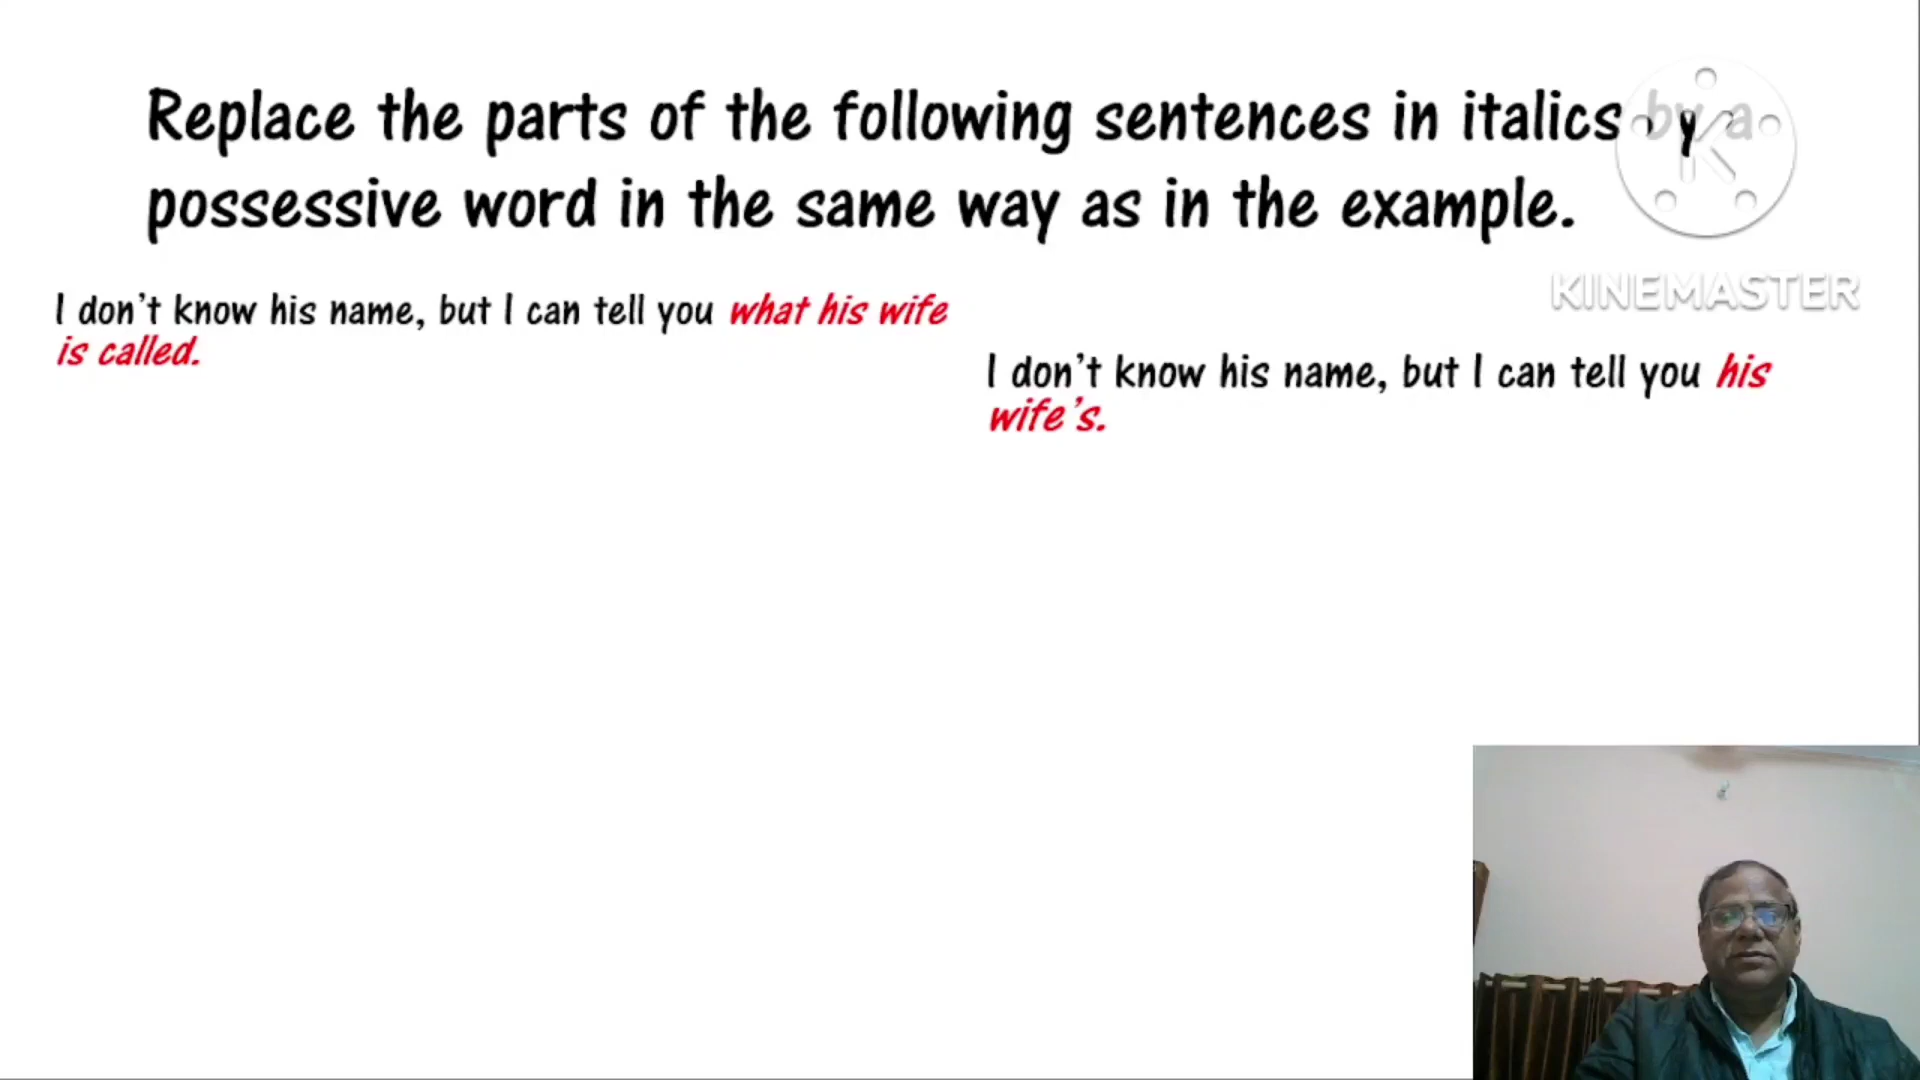 Replace the parts of the following sentences in italics by a
possessive word in the same way as in the example.
KINEMASTER
I don't know his name, but I can tell you what his wife
is called.
I don't know his name, but I can tell you his
wife's.